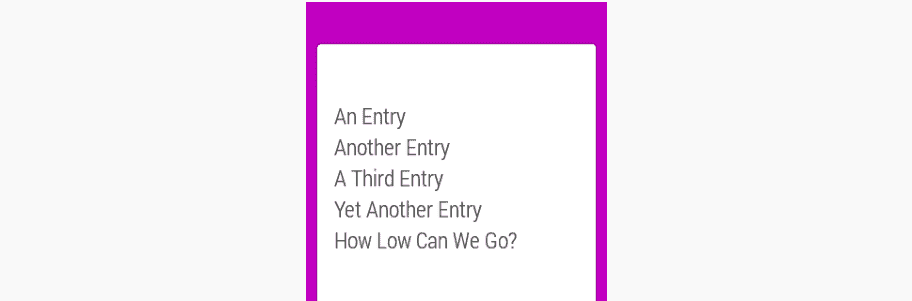 An Entry
Another Entry
A Third Entry
Yet Another Entry
How Low Can We Go?